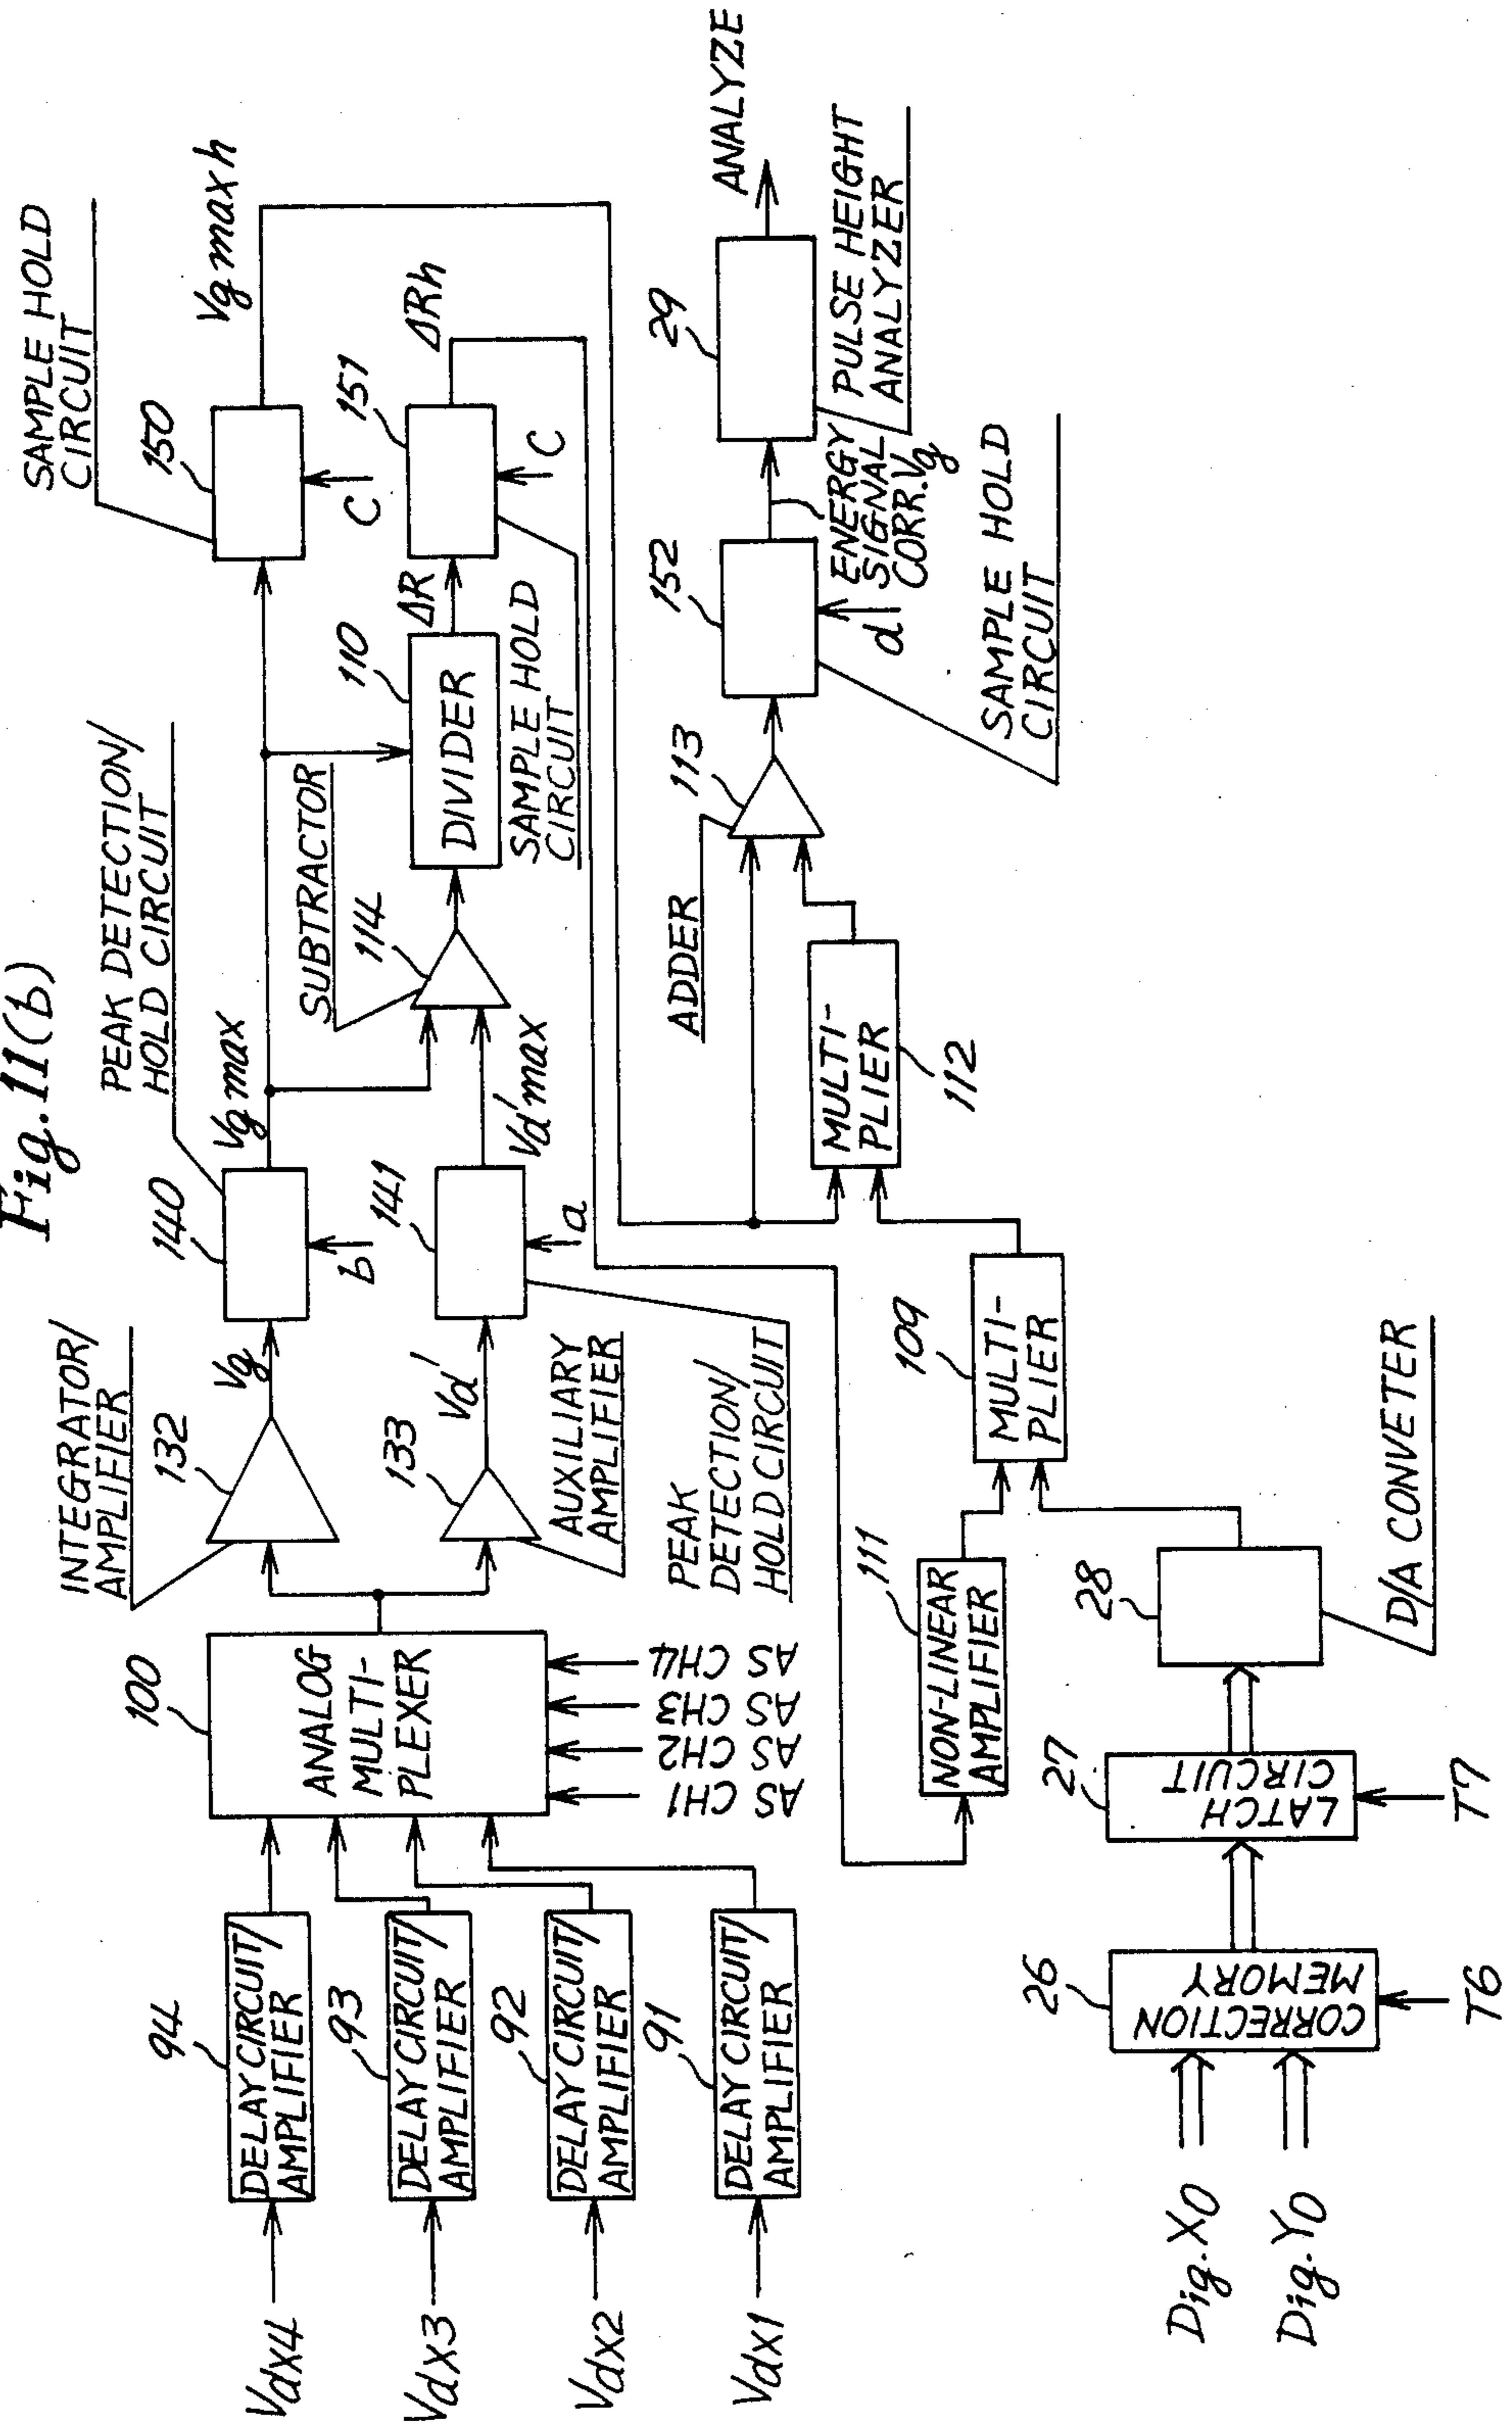 Fig.11(b)
Vdx4
94
DELAY CIRCUIT/
AMPLIFIER
Vdx3
93
DELAY CIRCUIT/
AMPLIFIER
Vdx2
92
DELAY CIRCUIT/
AMPLIFIER
Vdx1
91
DELAY CIRCUIT/
AMPLIFIER
100
ANALOG
MULTI-
PLEXER
AS CH1
AS CH2
AS CH3
AS CH4
INTEGRATOR/
AMPLIFIER
132
Vg
133
Vd'
AUXILIARY
AMPLIFIER
PEAK DETECTION/
HOLD CIRCUIT
140
b
Vg max
141
a
Vd'max
PEAK
DETECTION/
HOLD CIRCUIT
SUBTRACTOR
114
110
DIVIDER
ΔR
SAMPLE HOLD
CIRCUIT
150
C
Vg max h
151
C
ΔRh
SAMPLE HOLD
CIRCUIT
Dig. X0
Dig. Y0
26
CORRECTION
MEMORY
T6
27
LATCH
CIRCUIT
T7
28
D/A CONVETER
111
NON-LINEAR
AMPLIFIER
109
MULTI-
PLIER
MULTI-
PLIER
112
ADDER
113
152
d
SAMPLE HOLD
CIRCUIT
ENERGY
SIGNAL
CORR.Vg
29
PULSE HEIGHT
ANALYZER
ANALYZE